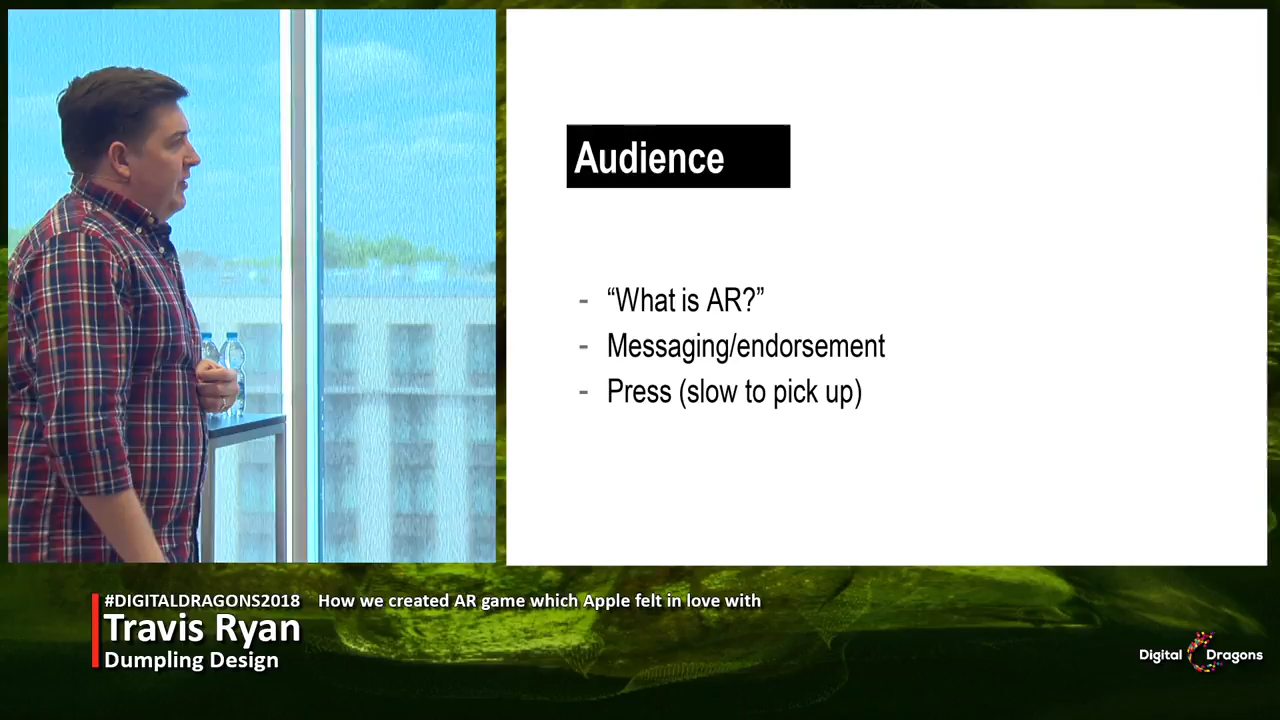 Audience
- “What is AR?”
- Messaging/endorsement
- Press (slow to pick up)
#DIGITALDRAGONS2018 How we created AR game which Apple felt in love with
Travis Ryan
Dumpling Design
Digital Dragons